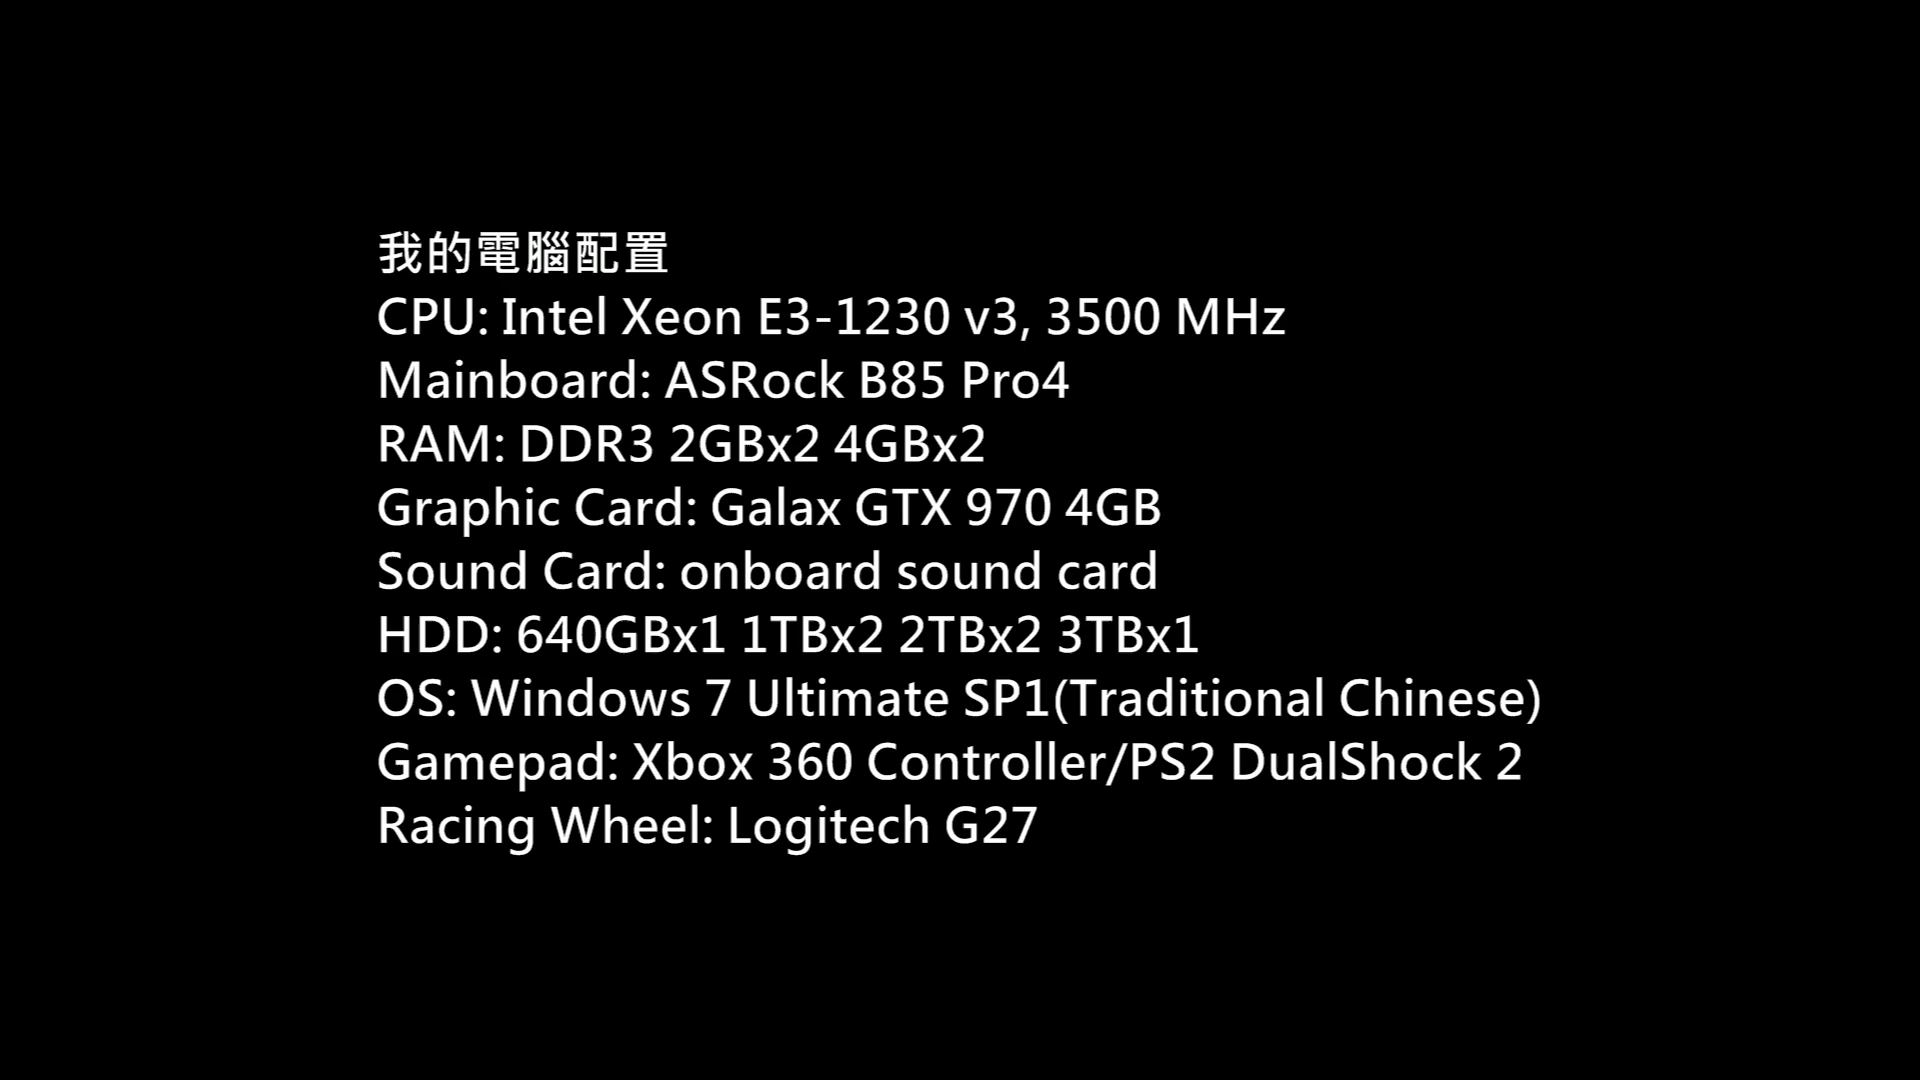 我的電腦配置
CPU: Intel Xeon E3-1230 v3, 3500 MHz
Mainboard: ASRock B85 Pro4
RAM: DDR3 2GBx2 4GBx2
Graphic Card: Galax GTX 970 4GB
Sound Card: onboard sound card
HDD: 640GBx1 1TBx2 2TBx2 3TBx1
OS: Windows 7 Ultimate SP1(Traditional Chinese)
Gamepad: Xbox 360 Controller/PS2 DualShock 2
Racing Wheel: Logitech G27